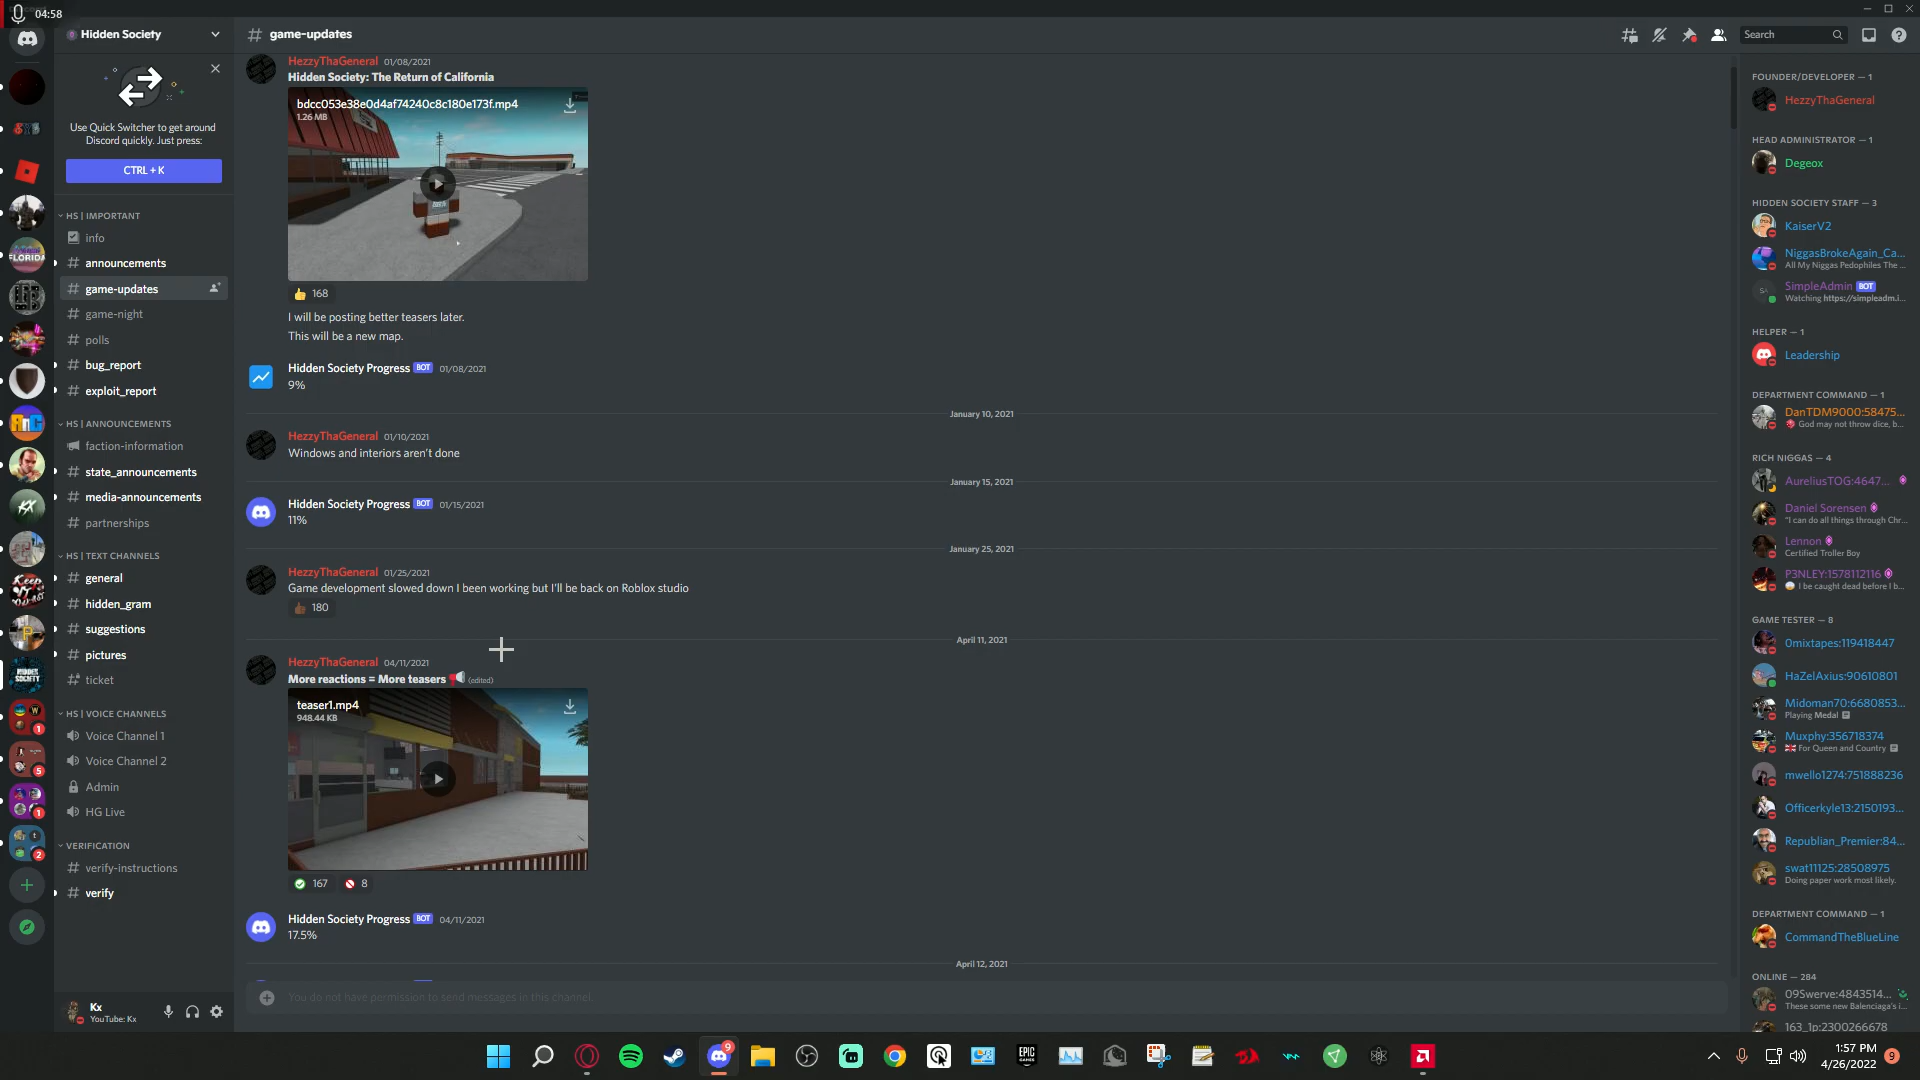 04:58
Hidden Society
Use Quick Switcher to get around
Discord quickly. Just press:
CTRL + K
HS | IMPORTANT
info
announcements
game-updates
game-night
polls
bug_report
exploit_report
HS | ANNOUNCEMENTS
faction-information
state_announcements
media-announcements
partnerships
HS | TEXT CHANNELS
general
hidden_gram
suggestions
pictures
ticket
HS | VOICE CHANNELS
Voice Channel 1
Voice Channel 2
Admin
HG Live
VERIFICATION
verify-instructions
verify
Kx
YouTube: Kx
FLORIDA
HIDDEN
SOCIETY
1
5
1
2
# game-updates
Search
HezzyThaGeneral 01/08/2021
Hidden Society: The Return of California
bdcc053e38e0d4af74240c8c180e173f.mp4
1.26 MB
168
I will be posting better teasers later.
This will be a new map.
Hidden Society Progress BOT 01/08/2021
9%
January 10, 2021
HezzyThaGeneral 01/10/2021
Windows and interiors aren't done
January 15, 2021
Hidden Society Progress BOT 01/15/2021
11%
January 25, 2021
HezzyThaGeneral 01/25/2021
Game development slowed down I been working but I'll be back on Roblox studio
180
April 11, 2021
HezzyThaGeneral 04/11/2021
More reactions = More teasers (edited)
teaser1.mp4
948.44 KB
167 8
Hidden Society Progress BOT 04/11/2021
17.5%
April 12, 2021
You do not have permission to send messages in this channel.
FOUNDER/DEVELOPER — 1
HezzyThaGeneral
HEAD ADMINISTRATOR — 1
Degeox
HIDDEN SOCIETY STAFF — 3
KaiserV2
NiggasBrokeAgain_Ca...
All My Niggas Pedophiles The ...
SimpleAdmin BOT
Watching https://simpleadm.i...
HELPER — 1
Leadership
DEPARTMENT COMMAND — 1
DanTDM9000:58475...
God may not throw dice, b...
RICH NIGGAS — 4
AureliusTOG:4647...
Daniel Sorensen
"I can do all things through Chr...
Lennon
Certified Troller Boy
P3NLEY:1578112116
I be caught dead before I b...
GAME TESTER — 8
0mixtapes:119418447
HaZelAxius:90610801
Midoman70:6680853...
Playing Medal
Muxphy:356718374
For Queen and Country
mwello1274:751888236
Officerkyle13:2150193...
Republian_Premier:84...
swat11125:28508975
Doing paper work most likely.
DEPARTMENT COMMAND — 1
CommandTheBlueLine
ONLINE — 284
09Swerve:4843514...
These some new Balenciaga's i...
163_1p:2300266678
9
EPIC
GAMES
1:57 PM
4/26/2022
9